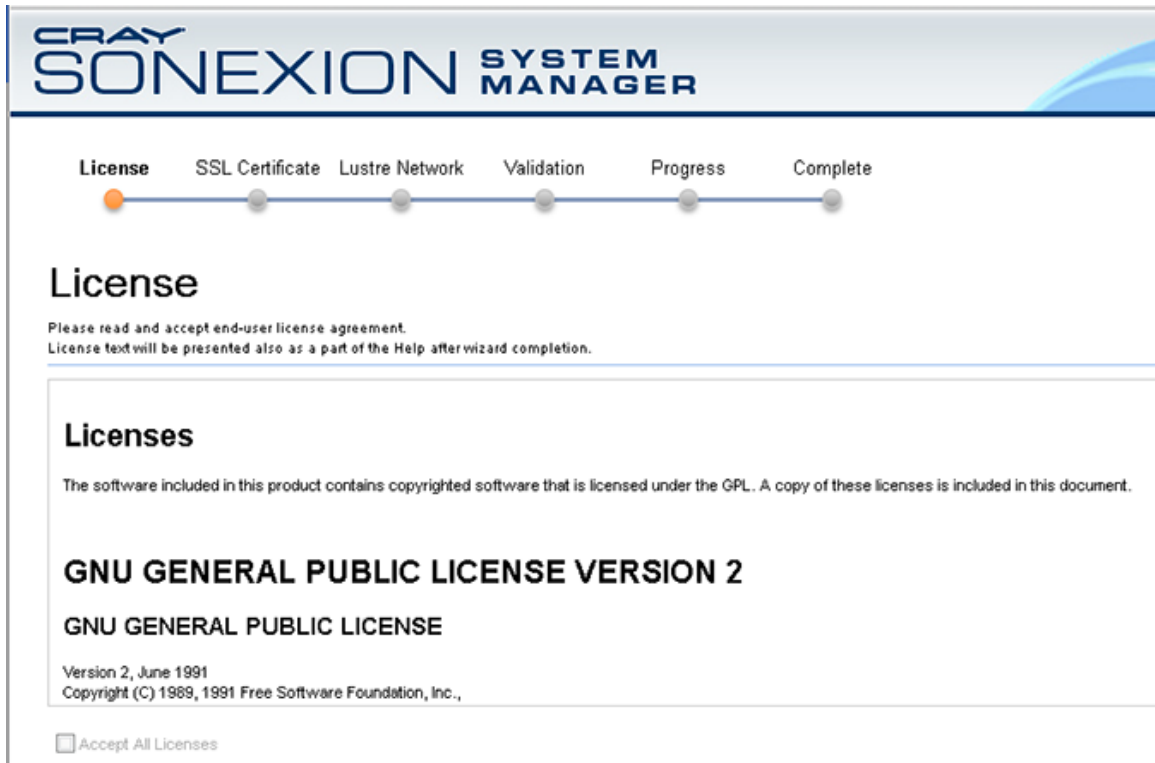 CRAY
SONEXION SYSTEM MANAGER
License SSL Certificate Lustre Network Validation Progress Complete
License
Please read and accept end-user license agreement.
License text will be presented also as a part of the Help after wizard completion.
Licenses
The software included in this product contains copyrighted software that is licensed under the GPL. A copy of these licenses is included in this document.
GNU GENERAL PUBLIC LICENSE VERSION 2
GNU GENERAL PUBLIC LICENSE
Version 2, June 1991
Copyright (C) 1989, 1991 Free Software Foundation, Inc.,
Accept All Licenses